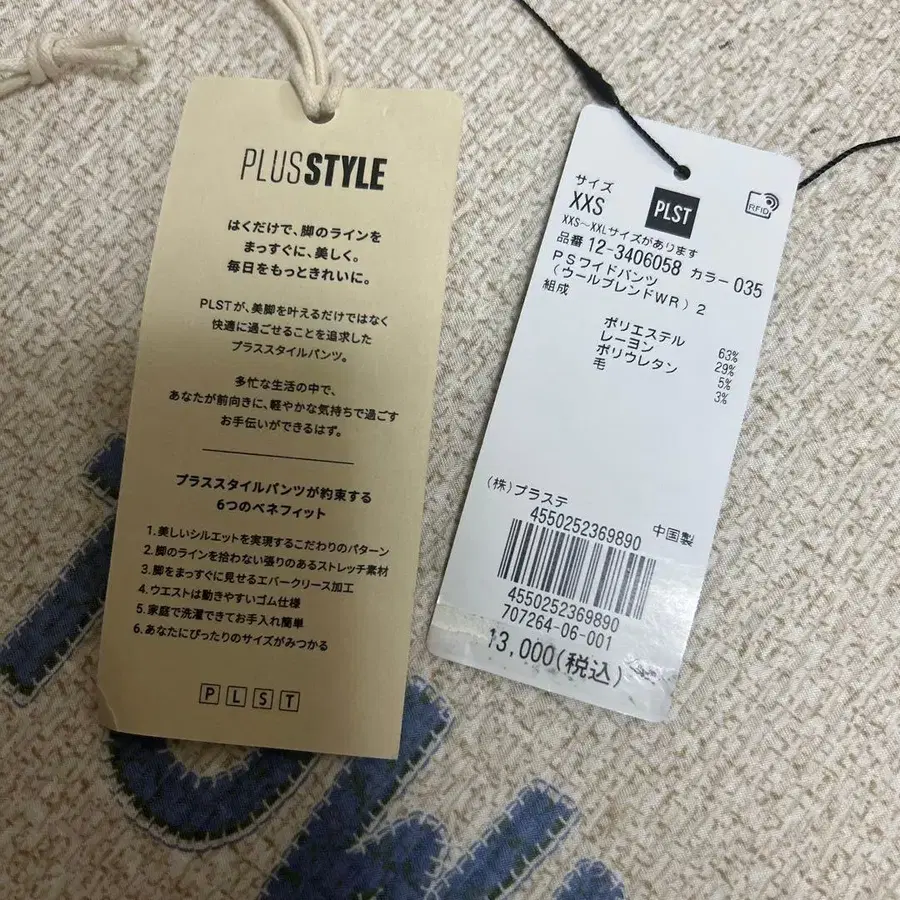 PLUSSTYLE
はくだけで、脚のラインを
まっすぐに、美しく。
毎日をもっときれいに。
PLSTが、美脚を叶えるだけではなく
快適に過ごせることを追求した
プラススタイルパンツ。
多忙な生活の中で、
あなたが前向きに、軽やかな気持ちで過ごす
お手伝いができるはず。
プラススタイルパンツが約束する
6つのベネフィット
1.美しいシルエットを実現するこだわりのパターン
2.脚のラインを拾わない張りのあるストレッチ素材
3.脚をまっすぐに見せるエバークリース加工
4.ウエストは動きやすいゴム仕様
5.家庭で洗濯できてお手入れ簡単
6.あなたにぴったりのサイズがみつかる
PLST
サイズ
XXS
PLST
RFID
XXS~XXLサイズがあります
品番 12-3406058 カラー 035
PSワイドパンツ
(ウールブレンドWR)2
組成
ポリエステル 63%
レーヨン 29%
ポリウレタン 5%
毛 3%
(株)プラステ
4550252369890 中国製
4550252369890
707264-06-001
13,000(税込)